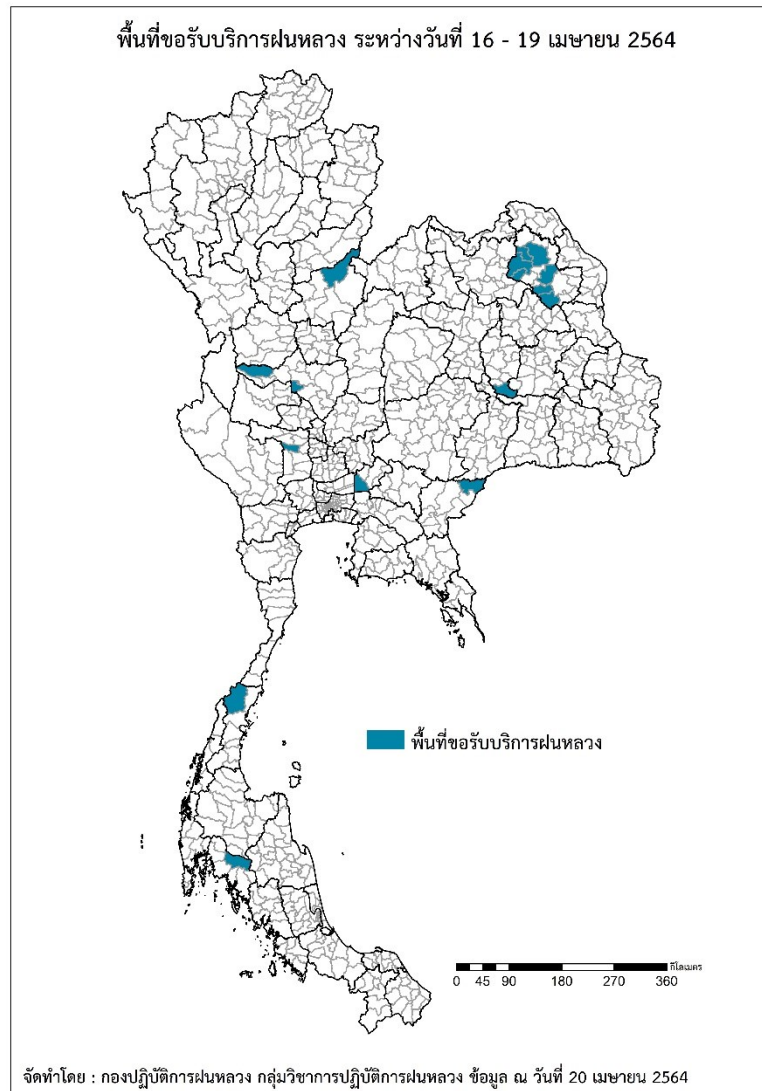 พื้นที่ขอรับบริการฝนหลวง ระหว่างวันที่ 16 - 19 เมษายน 2564
พื้นที่ขอรับบริการฝนหลวง
กิโลเมตร
0 45 90 180 270 360
จัดทำโดย : กองปฏิบัติการฝนหลวง กลุ่มวิชาการปฏิบัติการฝนหลวง ข้อมูล ณ วันที่ 20 เมษายน 2564